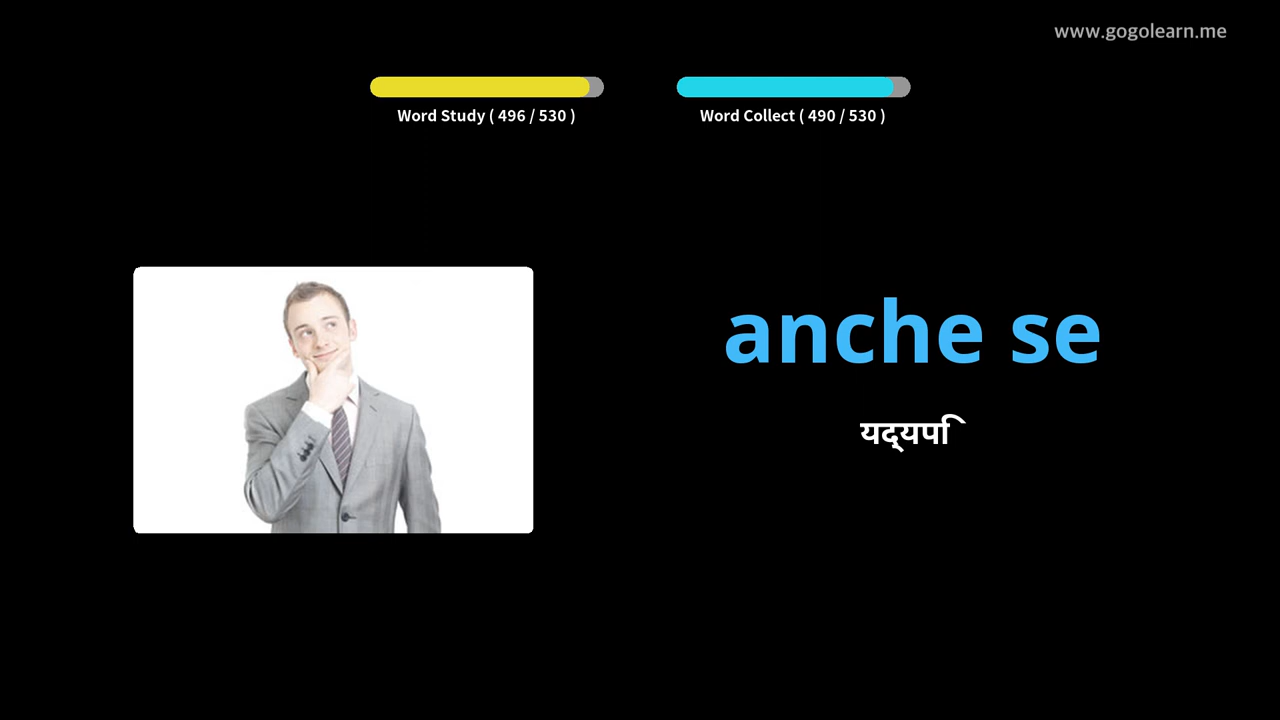 www.gogolearn.me
Word Study ( 496 / 530 )
Word Collect ( 490 / 530 )
anche se
यद्यपि